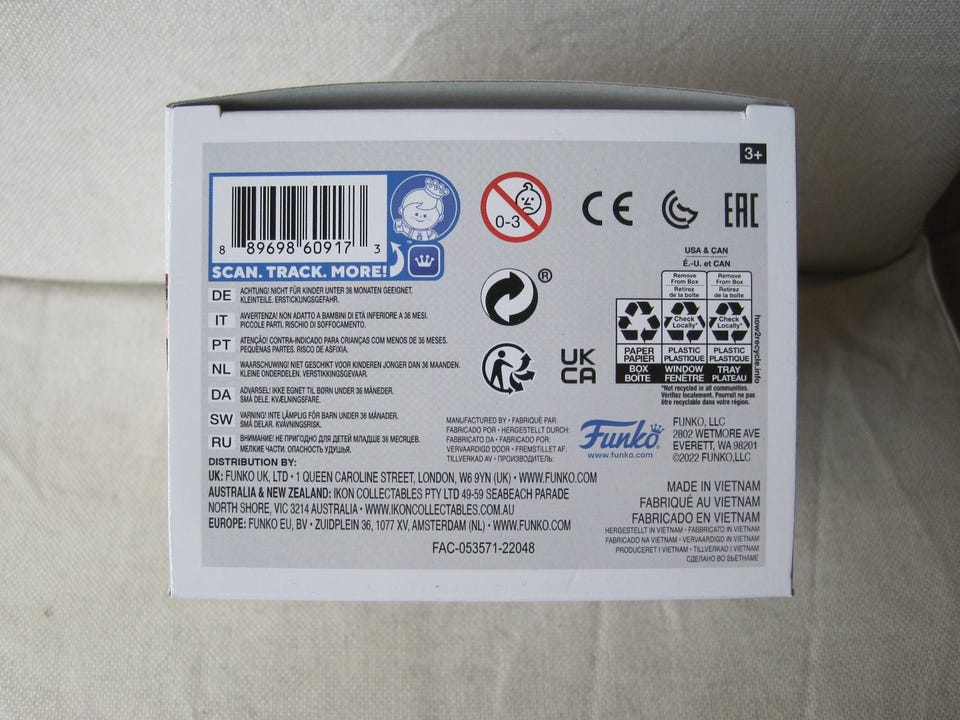 3+
8 89698 60917 3
SCAN. TRACK. MORE!
™
0-3
CE
EAC
DE ACHTUNG! NICHT FÜR KINDER UNTER 36 MONATEN GEEIGNET.
KLEINTEILE. ERSTICKUNGSGEFAHR.
IT AVVERTENZA! NON ADATTO A BAMBINI DI ETÀ INFERIORE A 36 MESI.
PICCOLE PARTI. RISCHIO DI SOFFOCAMENTO.
PT ATENÇÃO! CONTRA-INDICADO PARA CRIANÇAS COM MENOS DE 36 MESES.
PEQUENAS PARTES. RISCO DE ASFIXIA.
NL WAARSCHUWING! NIET GESCHIKT VOOR KINDEREN JONGER DAN 36 MAANDEN.
KLEINE ONDERDELEN. VERSTIKKINGSGEVAAR.
DA ADVARSEL! IKKE EGNET TIL BØRN UNDER 36 MÅNEDER.
SMÅ DELE. KVÆLNINGSFARE.
SW VARNING! INTE LÄMPLIG FÖR BARN UNDER 36 MÅNADER.
SMÅ DELAR. KVÄVNINGSRISK.
RU ВНИМАНИЕ! НЕ ПРИГОДНО ДЛЯ ДЕТЕЙ МЛАДШЕ 36 МЕСЯЦЕВ.
МЕЛКИЕ ЧАСТИ. ОПАСНОСТЬ УДУШЬЯ.
®
UK
CA
USA & CAN
É.-U. et CAN
Remove From Box
Retirez de la boîte
Remove From Box
Retirez de la boîte
Check Locally*
Check Locally*
PAPER PAPIER
PLASTIC PLASTIQUE
PLASTIC PLASTIQUE
BOX BOÎTE
WINDOW FENÊTRE
TRAY PLATEAU
how2recycle.info
*Not recycled in all communities.
Vérifiez localement. Pourrait ne pas
être recyclable dans votre région.
MANUFACTURED BY • FABRIQUÉ PAR:
FABRICADO POR • HERGESTELLT DURCH:
FABBRICATO DA • FABRICADO POR:
VERVAARDIGD DOOR • FREMSTILLET AF:
TILLVERKAD AV • ПРОИЗВОДИТЕЛЬ:
Funko
www.funko.com
FUNKO, LLC
2802 WETMORE AVE
EVERETT, WA 98201
©2022 FUNKO,LLC
DISTRIBUTION BY:
UK: FUNKO UK, LTD • 1 QUEEN CAROLINE STREET, LONDON, W6 9YN (UK) • WWW.FUNKO.COM
AUSTRALIA & NEW ZEALAND: IKON COLLECTABLES PTY LTD 49-59 SEABEACH PARADE
NORTH SHORE, VIC 3214 AUSTRALIA • WWW.IKONCOLLECTABLES.COM.AU
EUROPE: FUNKO EU, BV • ZUIDPLEIN 36, 1077 XV, AMSTERDAM (NL) • WWW.FUNKO.COM
FAC-053571-22048
MADE IN VIETNAM
FABRIQUÉ AU VIETNAM
FABRICADO EN VIETNAM
HERGESTELLT IN VIETNAM • FABBRICATO IN VIETNAM
FABRICADO NA VIETNAM • VERVAARDIGD IN VIETNAM
PRODUCERET I VIETNAM • TILLVERKAD I VIETNAM
СДЕЛАНО ВО ВЬЕТНАМЕ